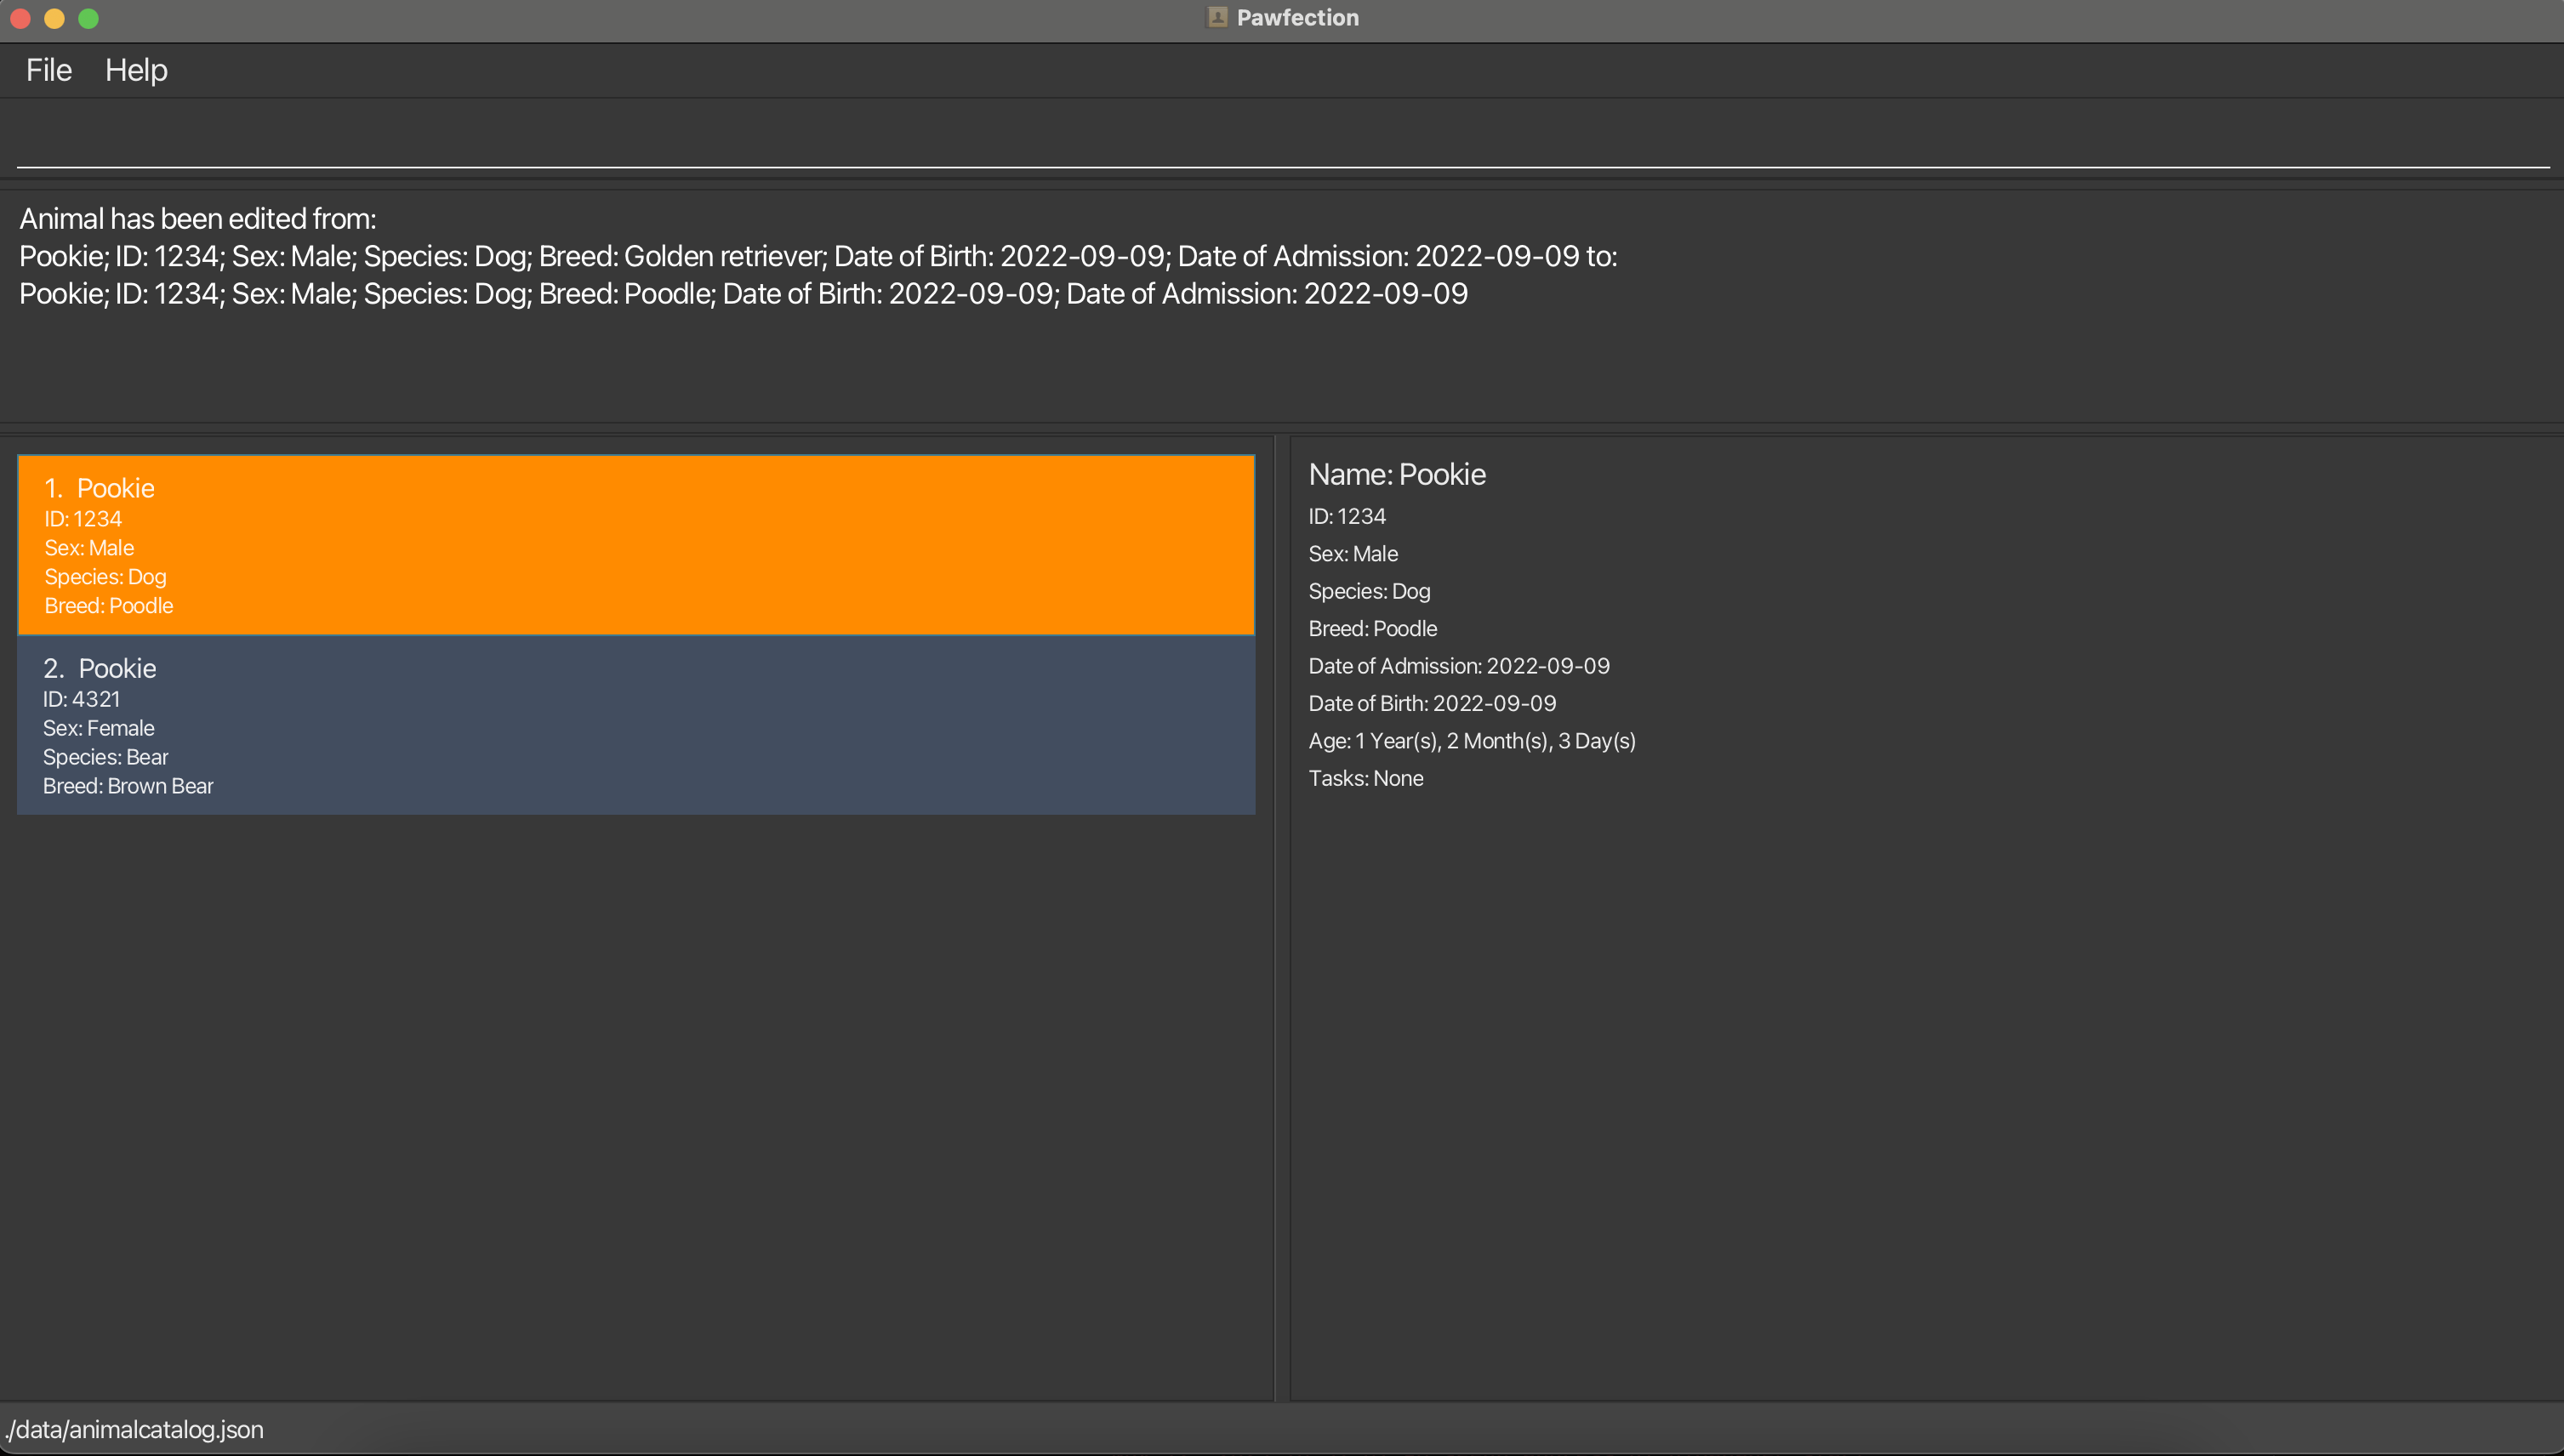 Pawfection
File Help
Animal has been edited from:
Pookie; ID: 1234; Sex: Male; Species: Dog; Breed: Golden retriever; Date of Birth: 2022-09-09; Date of Admission: 2022-09-09 to:
Pookie; ID: 1234; Sex: Male; Species: Dog; Breed: Poodle; Date of Birth: 2022-09-09; Date of Admission: 2022-09-09
1. Pookie
ID: 1234
Sex: Male
Species: Dog
Breed: Poodle
2. Pookie
ID: 4321
Sex: Female
Species: Bear
Breed: Brown Bear
Name: Pookie
ID: 1234
Sex: Male
Species: Dog
Breed: Poodle
Date of Admission: 2022-09-09
Date of Birth: 2022-09-09
Age: 1 Year(s), 2 Month(s), 3 Day(s)
Tasks: None
./data/animalcatalog.json